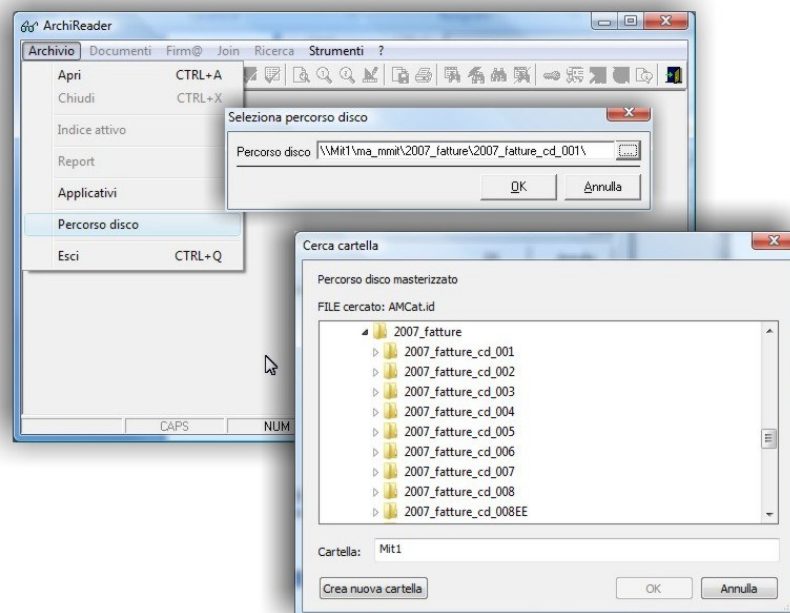 ArchiReader
Archivio Documenti Firm@ Join Ricerca Strumenti ?
Apri CTRL+A
Chiudi CTRL+X
Indice attivo
Report
Applicativi
Percorso disco
Esci CTRL+Q
CAPS NUM
Seleziona percorso disco
Percorso disco \\Mit1\ma_mmit\2007_fatture\2007_fatture_cd_001\ ...
OK Annulla
Cerca cartella
Percorso disco masterizzato
FILE cercato: AMCat.id
2007_fatture
2007_fatture_cd_001
2007_fatture_cd_002
2007_fatture_cd_003
2007_fatture_cd_004
2007_fatture_cd_005
2007_fatture_cd_006
2007_fatture_cd_007
2007_fatture_cd_008
2007_fatture_cd_008EE
Cartella: Mit1
Crea nuova cartella OK Annulla